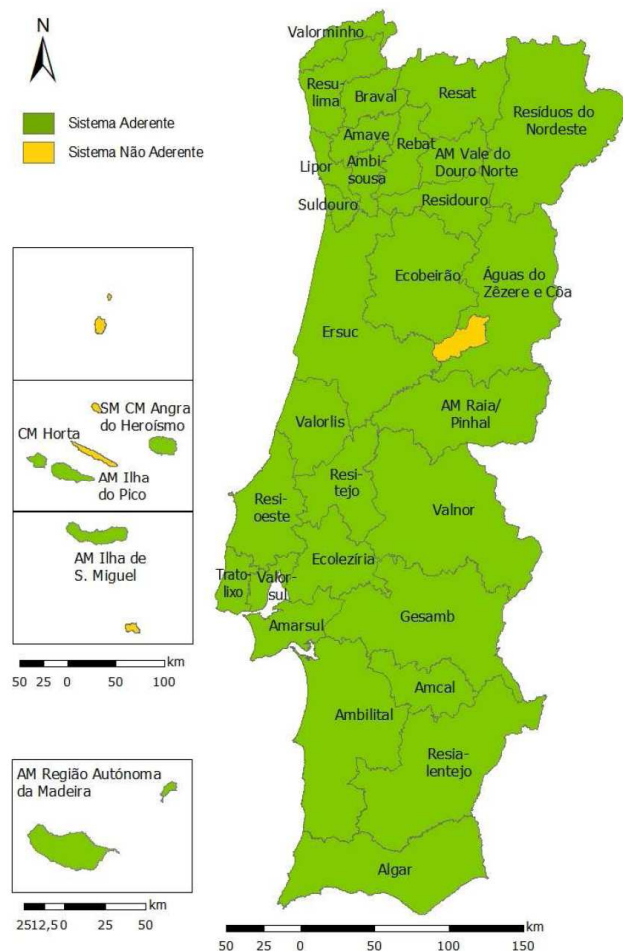 N
Sistema Aderente
Sistema Não Aderente
Valorminho
Resu-
lima
Braval
Resat
Resíduos do
Nordeste
Amave
Rebat
Lipor
Ambi-
sousa
AM Vale do
Douro Norte
Suldouro
Residouro
Ecobeirão
Águas do
Zêzere e Côa
Ersuc
AM Raia/
Pinhal
Valorlis
Resi-
tejo
Valnor
Resi-
oeste
Ecolezíria
Trato-
lixo
Valor-
sul
Amarsul
Gesamb
Amcal
Ambilital
Resia-
lentejo
Algar
SM CM Angra
do Heroísmo
CM Horta
AM Ilha
do Pico
AM Ilha de
S. Miguel
km
50 25 0 50 100
AM Região Autónoma
da Madeira
km
2512,50 25 50
km
50 25 0 50 100 150